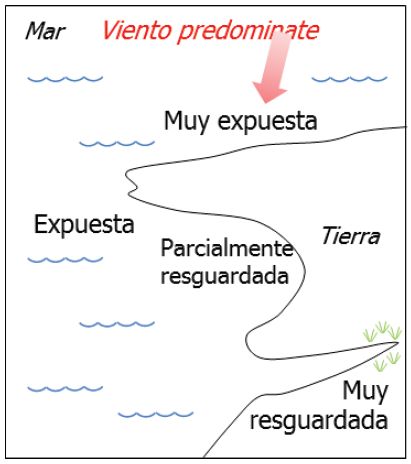 Mar
Viento predominate
Muy expuesta
Expuesta
Parcialmente
resguardada
Tierra
Muy
resguardada